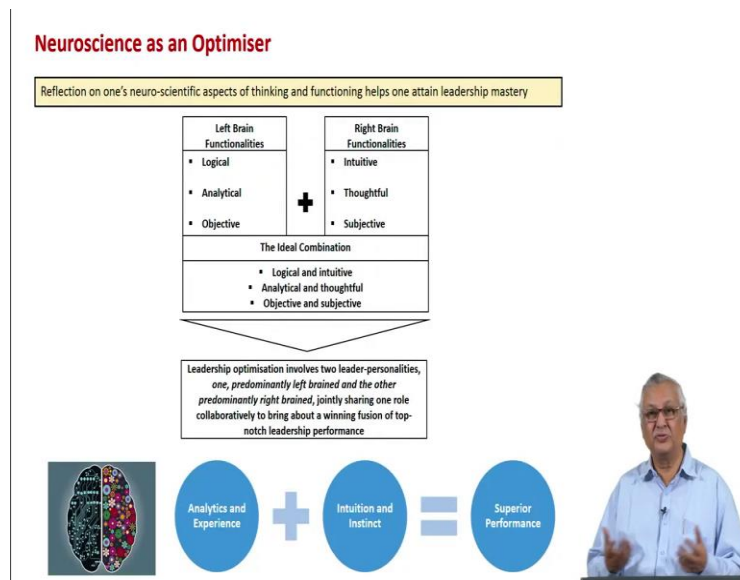 Neuroscience as an Optimiser
Reflection on one's neuro-scientific aspects of thinking and functioning helps one attain leadership mastery
Left Brain
Functionalities
▪ Logical
▪ Analytical
▪ Objective
Right Brain
Functionalities
▪ Intuitive
▪ Thoughtful
▪ Subjective
The Ideal Combination
▪ Logical and intuitive
▪ Analytical and thoughtful
▪ Objective and subjective
Leadership optimisation involves two leader-personalities,
one, predominantly left brained and the other
predominantly right brained, jointly sharing one role
collaboratively to bring about a winning fusion of top-
notch leadership performance
Analytics and
Experience
Intuition and
Instinct
Superior
Performance